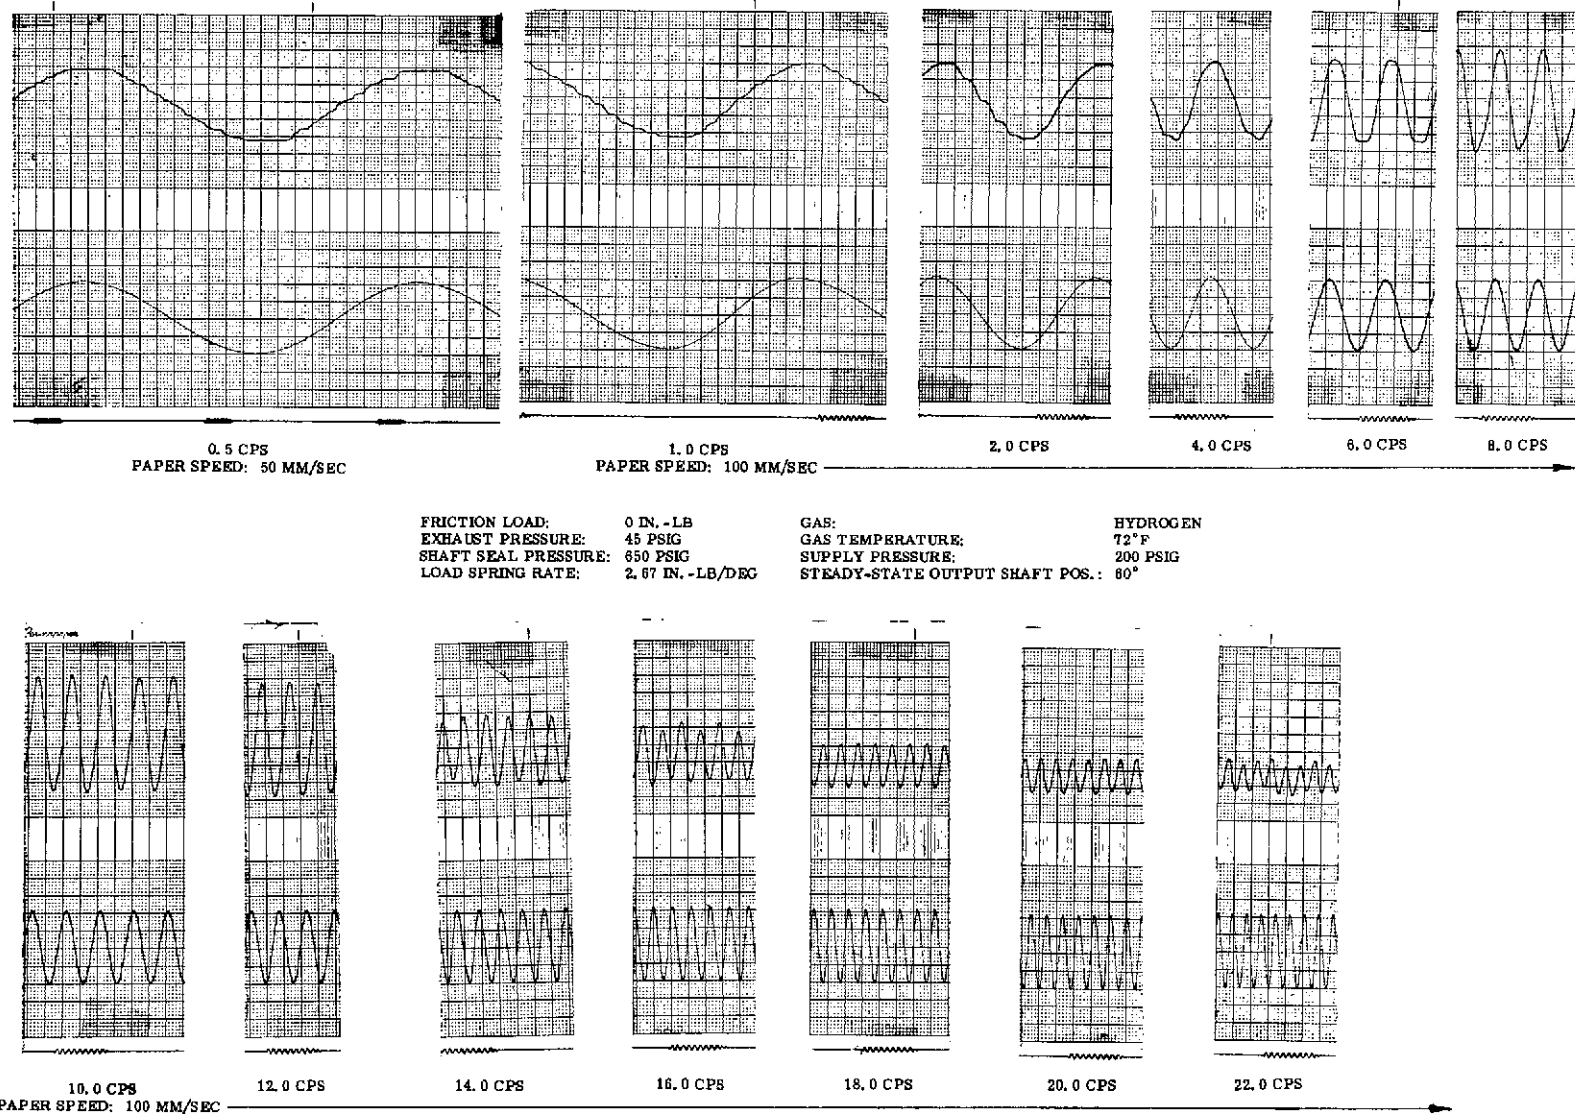 0.5 CPS
PAPER SPEED: 50 MM/SEC
1.0 CPS
PAPER SPEED: 100 MM/SEC
2.0 CPS
4.0 CPS
6.0 CPS
8.0 CPS
FRICTION LOAD: 0 IN.-LB
EXHAUST PRESSURE: 45 PSIG
SHAFT SEAL PRESSURE: 650 PSIG
LOAD SPRING RATE: 2.67 IN.-LB/DEG
GAS: HYDROGEN
GAS TEMPERATURE: 72°F
SUPPLY PRESSURE: 200 PSIG
STEADY-STATE OUTPUT SHAFT POS.: 60°
10.0 CPS
PAPER SPEED: 100 MM/SEC
12.0 CPS
14.0 CPS
16.0 CPS
18.0 CPS
20.0 CPS
22.0 CPS